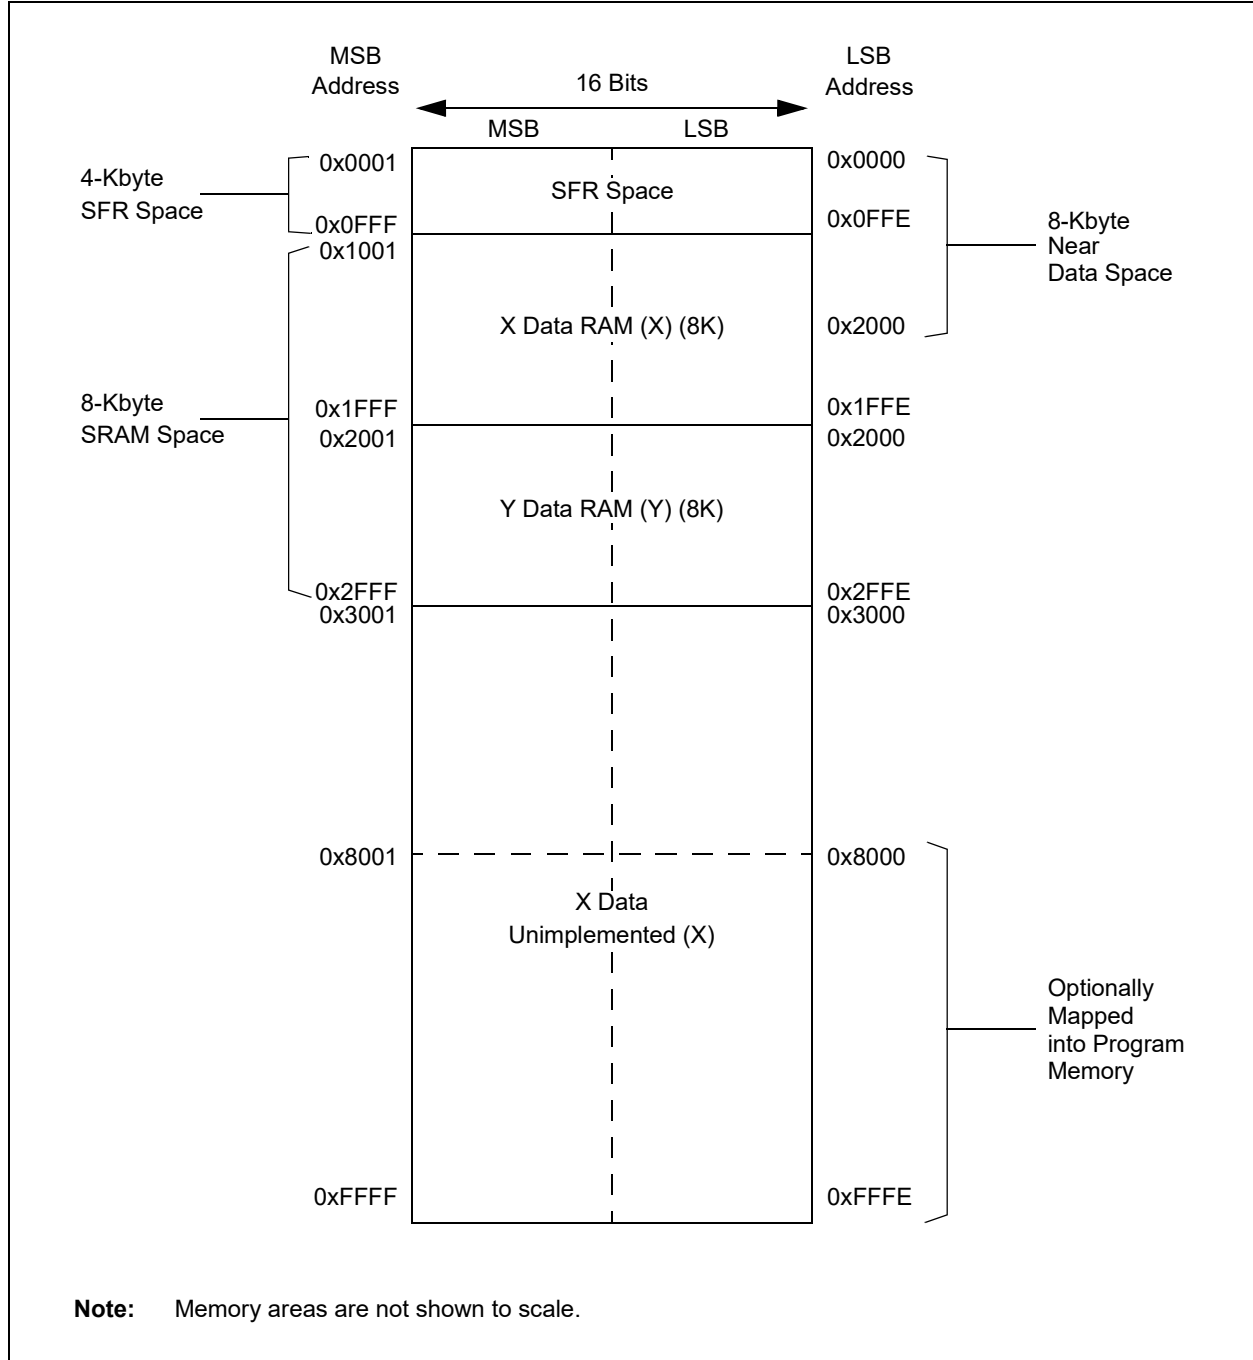 MSB
Address
LSB
Address
16 Bits
MSB
LSB
0x0001
0x0000
4-Kbyte
SFR Space
SFR Space
0x0FFF
0x0FFE
8-Kbyte
Near
Data Space
0x1001
X Data RAM (X) (8K)
0x2000
8-Kbyte
SRAM Space
0x1FFF
0x1FFE
0x2001
0x2000
Y Data RAM (Y) (8K)
0x2FFF
0x2FFE
0x3001
0x3000
0x8001
0x8000
X Data
Unimplemented (X)
Optionally
Mapped
into Program
Memory
0xFFFF
0xFFFE
Note: Memory areas are not shown to scale.